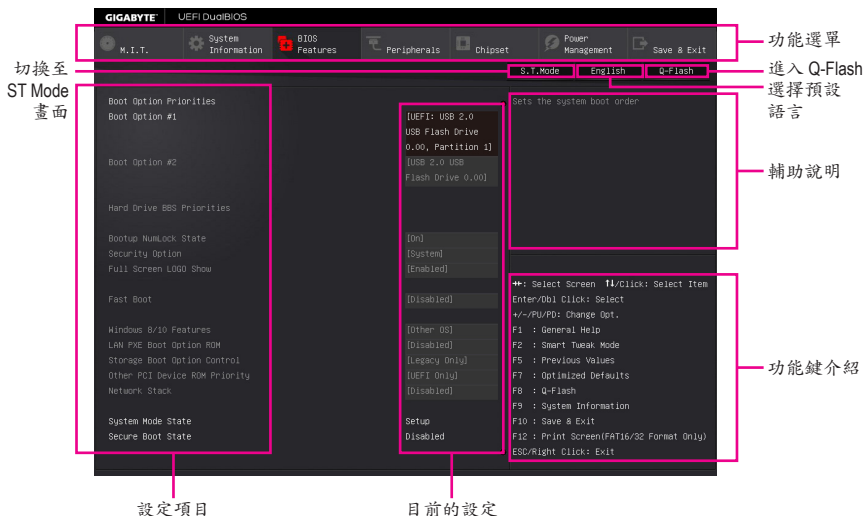 GIGABYTE™ UEFI DualBIOS
M.I.T.
System Information
BIOS Features
Peripherals
Chipset
Power Management
Save & Exit
功能選單
切換至
ST Mode
畫面
S.T.Mode English Q-Flash
進入 Q-Flash
選擇預設
語言
Boot Option Priorities
Boot Option #1 [UEFI: USB 2.0
USB Flash Drive
0.00, Partition 1]
Boot Option #2 [USB 2.0 USB
Flash Drive 0.00]
Hard Drive BBS Priorities
Bootup NumLock State [On]
Security Option [System]
Full Screen LOGO Show [Enabled]
Fast Boot [Disabled]
Windows 8/10 Features [Other OS]
LAN PXE Boot Option ROM [Disabled]
Storage Boot Option Control [Legacy Only]
Other PCI Device ROM Priority [UEFI Only]
Network Stack [Disabled]
System Mode State Setup
Secure Boot State Disabled
Sets the system boot order
輔助說明
→←: Select Screen ↑↓/Click: Select Item
Enter/Dbl Click: Select
+/-/PU/PD: Change Opt.
F1 : General Help
F2 : Smart Tweak Mode
F5 : Previous Values
F7 : Optimized Defaults
F8 : Q-Flash
F9 : System Information
F10 : Save & Exit
F12 : Print Screen(FAT16/32 Format Only)
ESC/Right Click: Exit
功能鍵介紹
設定項目
目前的設定